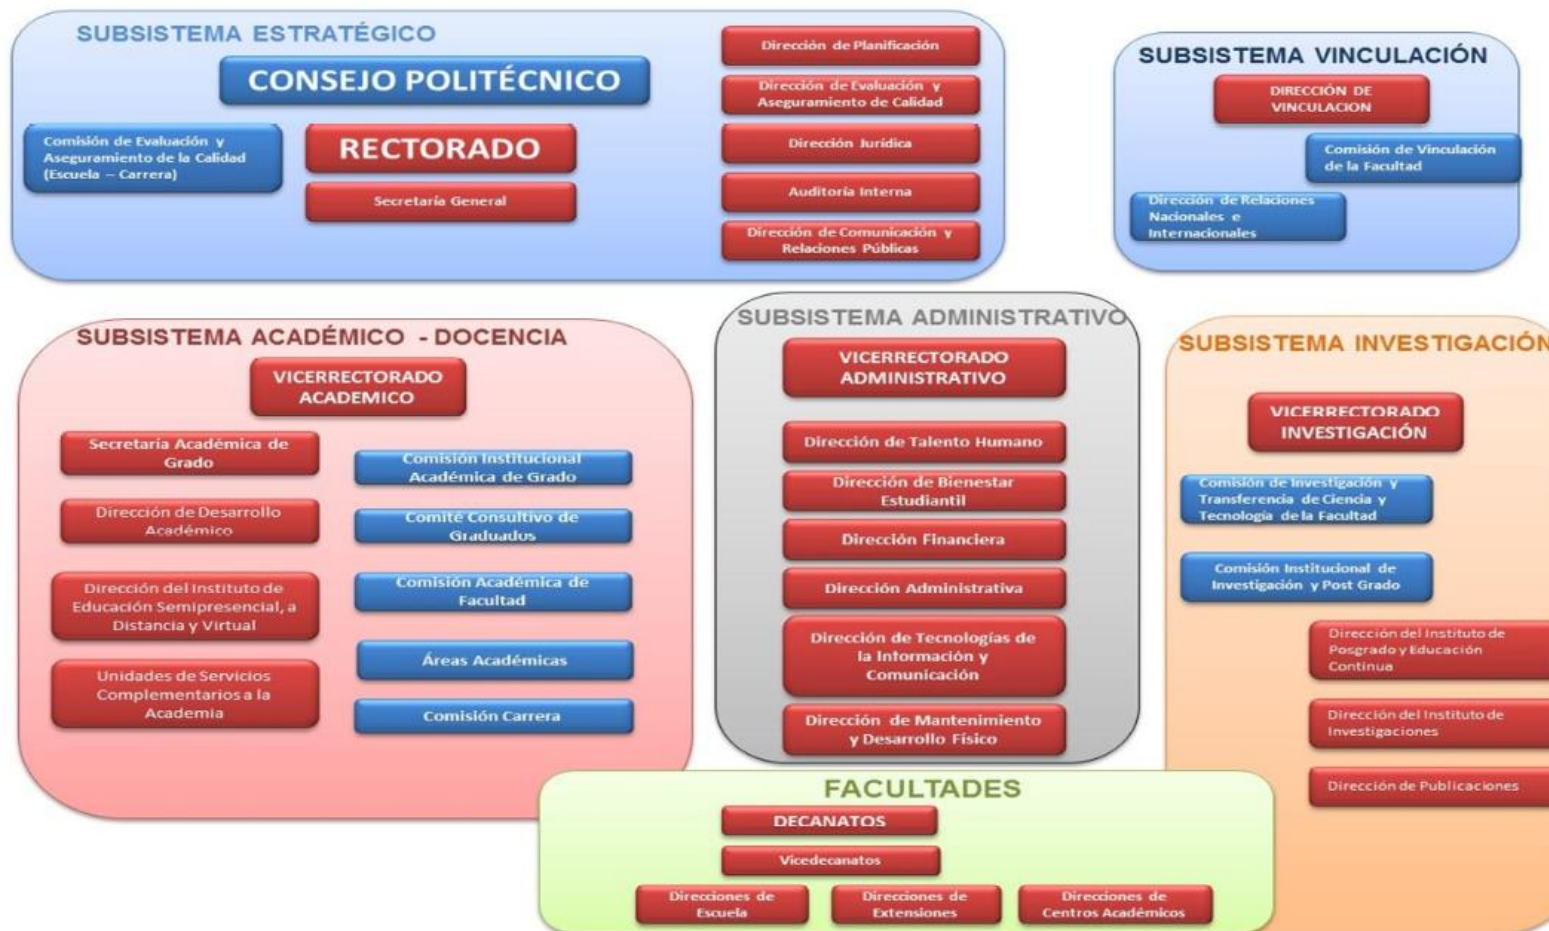 SUBSISTEMA ESTRATÉGICO
CONSEJO POLITÉCNICO
Comisión de Evaluación y
Aseguramiento de la Calidad
(Escuela – Carrera)
RECTORADO
Secretaría General
Dirección de Planificación
Dirección de Evaluación y
Aseguramiento de Calidad
Dirección Jurídica
Auditoría Interna
Dirección de Comunicación y
Relaciones Públicas
SUBSISTEMA VINCULACIÓN
DIRECCIÓN DE
VINCULACION
Comisión de Vinculación
de la Facultad
Dirección de Relaciones
Nacionales e
Internacionales
SUBSISTEMA ACADÉMICO - DOCENCIA
VICERRECTORADO
ACADEMICO
Secretaría Académica de
Grado
Dirección de Desarrollo
Académico
Dirección del Instituto de
Educación Semipresencial, a
Distancia y Virtual
Unidades de Servicios
Complementarios a la
Academia
Comisión Institucional
Académica de Grado
Comité Consultivo de
Graduados
Comisión Académica de
Facultad
Áreas Académicas
Comisión Carrera
SUBSISTEMA ADMINISTRATIVO
VICERRECTORADO
ADMINISTRATIVO
Dirección de Talento Humano
Dirección de Bienestar
Estudiantil
Dirección Financiera
Dirección Administrativa
Dirección de Tecnologías de
la Información y
Comunicación
Dirección de Mantenimiento
y Desarrollo Físico
SUBSISTEMA INVESTIGACIÓN
VICERRECTORADO
INVESTIGACIÓN
Comisión de Investigación y
Transferencia de Ciencia y
Tecnología de la Facultad
Comisión Institucional de
Investigación y Post Grado
Dirección del Instituto de
Posgrado y Educación
Continua
Dirección del Instituto de
Investigaciones
Dirección de Publicaciones
FACULTADES
DECANATOS
Vicedecanatos
Direcciones de
Escuela
Direcciones de
Extensiones
Direcciones de
Centros Académicos